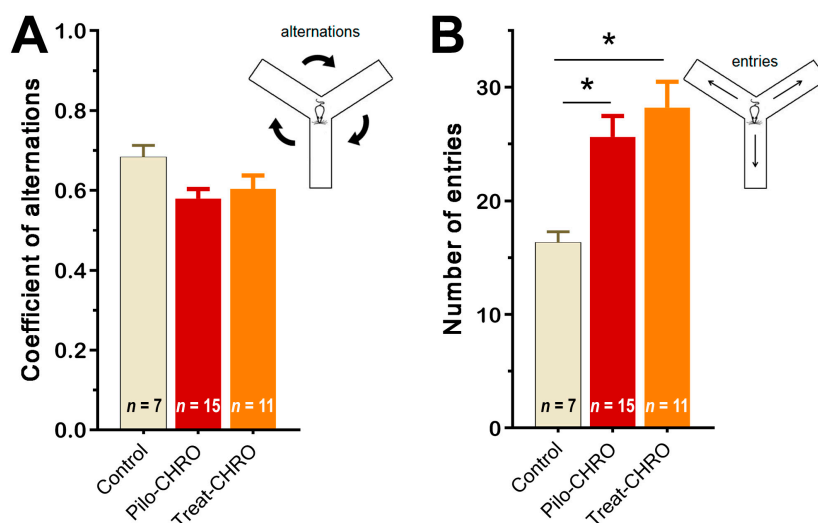 A
alternations
Coefficient of alternations
1.0
0.8
0.6
0.4
0.2
0.0
n = 7
n = 15
n = 11
Control
Pilo-CHRO
Treat-CHRO
B
entries
Number of entries
*
*
30
20
10
0
n = 7
n = 15
n = 11
Control
Pilo-CHRO
Treat-CHRO